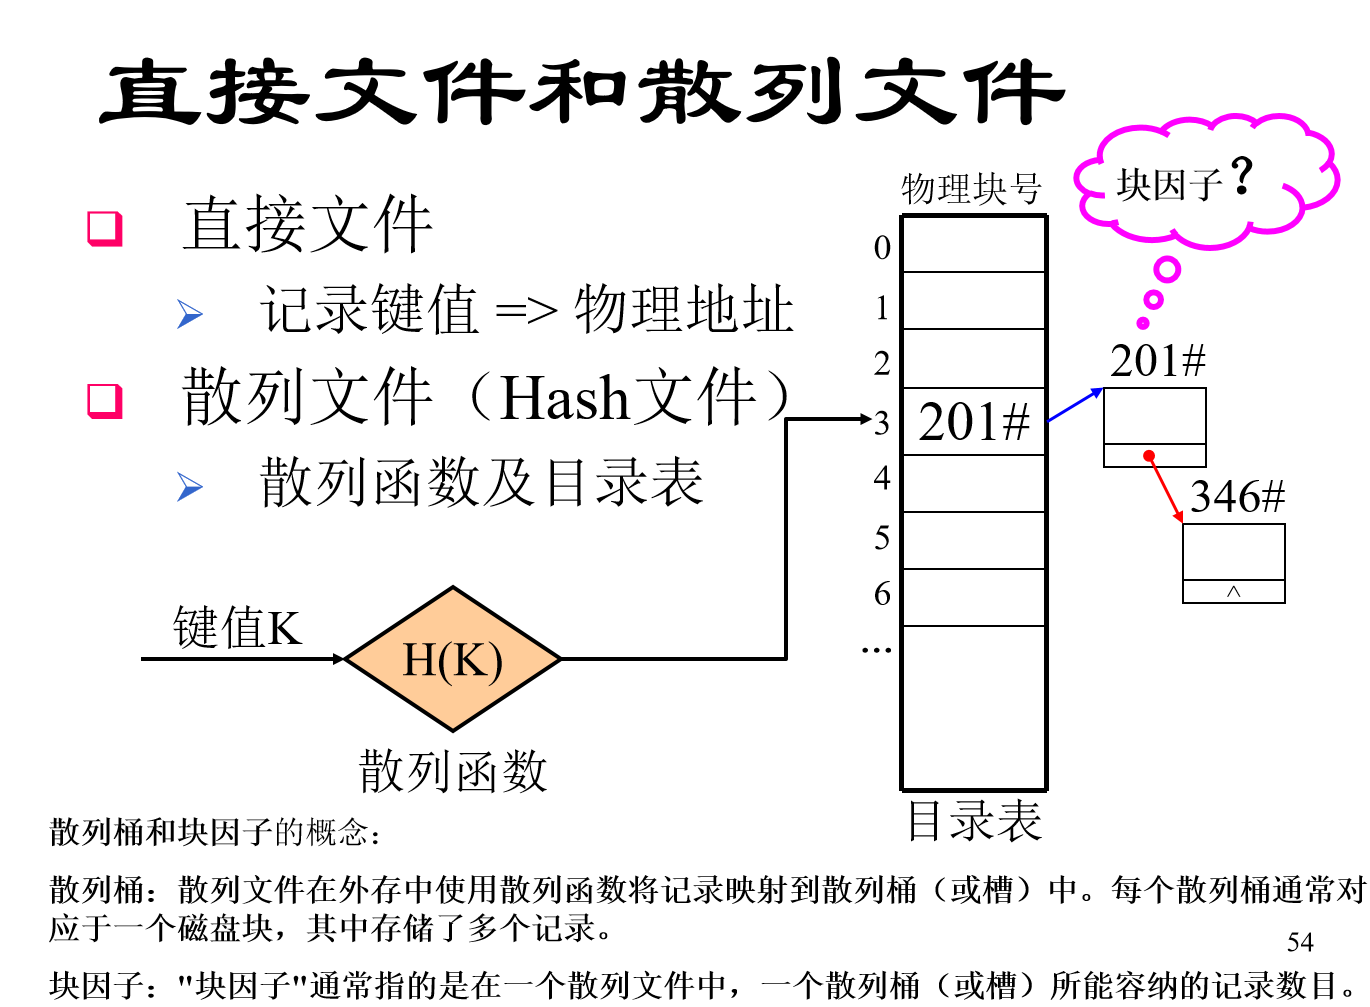 直接文件和散列文件
直接文件
记录键值 => 物理地址
散列文件（Hash文件）
散列函数及目录表
键值K
H(K)
散列函数
物理块号
0
1
2
3
201#
4
5
6
...
目录表
块因子?
201#
346#
^
散列桶和块因子的概念：
散列桶：散列文件在外存中使用散列函数将记录映射到散列桶（或槽）中。每个散列桶通常对
应于一个磁盘块，其中存储了多个记录。
54
块因子："块因子"通常指的是在一个散列文件中，一个散列桶（或槽）所能容纳的记录数目。